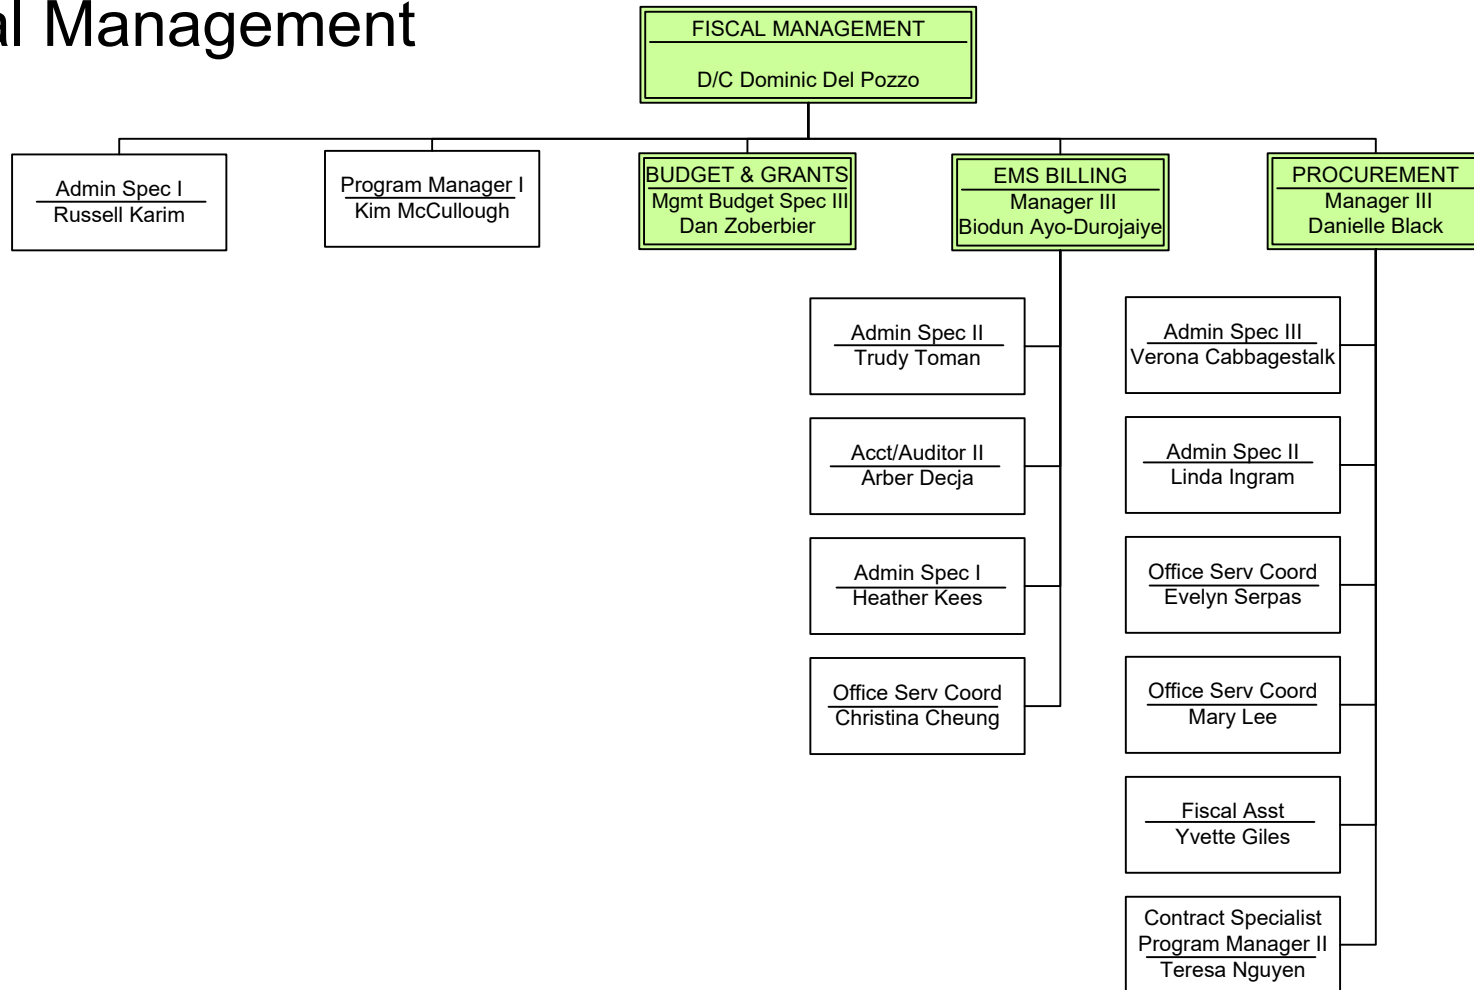 al Management
FISCAL MANAGEMENT
D/C Dominic Del Pozzo
Admin Spec I
Russell Karim
Program Manager I
Kim McCullough
BUDGET & GRANTS
Mgmt Budget Spec III
Dan Zoberbier
EMS BILLING
Manager III
Biodun Ayo-Durojaiye
PROCUREMENT
Manager III
Danielle Black
Admin Spec II
Trudy Toman
Acct/Auditor II
Arber Decja
Admin Spec I
Heather Kees
Office Serv Coord
Christina Cheung
Admin Spec III
Verona Cabbagestalk
Admin Spec II
Linda Ingram
Office Serv Coord
Evelyn Serpas
Office Serv Coord
Mary Lee
Fiscal Asst
Yvette Giles
Contract Specialist
Program Manager II
Teresa Nguyen